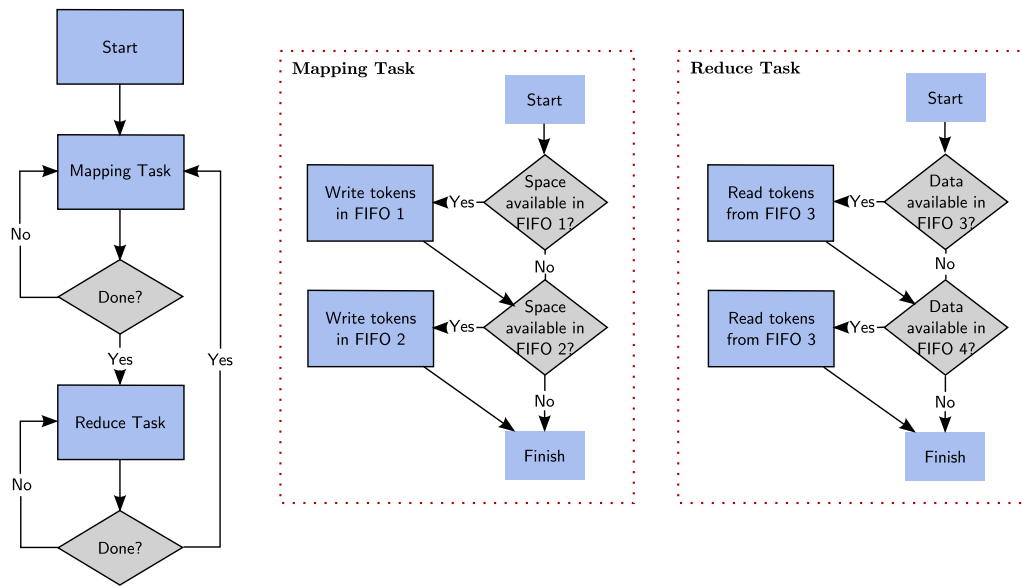 Start
Mapping Task
No
Done?
Yes
Yes
Reduce Task
No
Done?
Mapping Task
Start
Space
available in
FIFO 1?
Yes
Write tokens
in FIFO 1
No
Space
available in
FIFO 2?
Yes
Write tokens
in FIFO 2
No
Finish
Reduce Task
Start
Data
available in
FIFO 3?
Yes
Read tokens
from FIFO 3
No
Data
available in
FIFO 4?
Yes
Read tokens
from FIFO 3
No
Finish